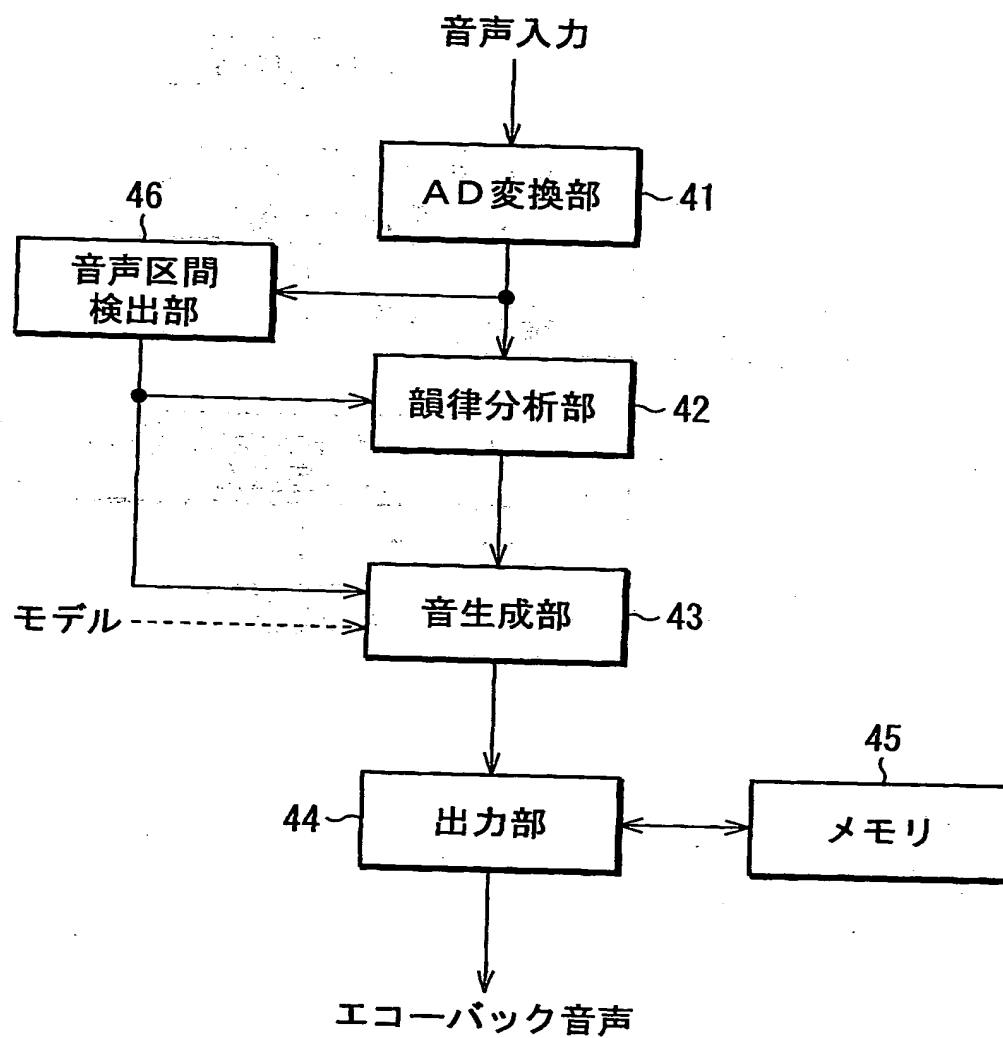 音声入力
AD変換部
41
46
音声区間
検出部
韻律分析部
42
モデル
音生成部
43
45
44
出力部
メモリ
エコーバック音声